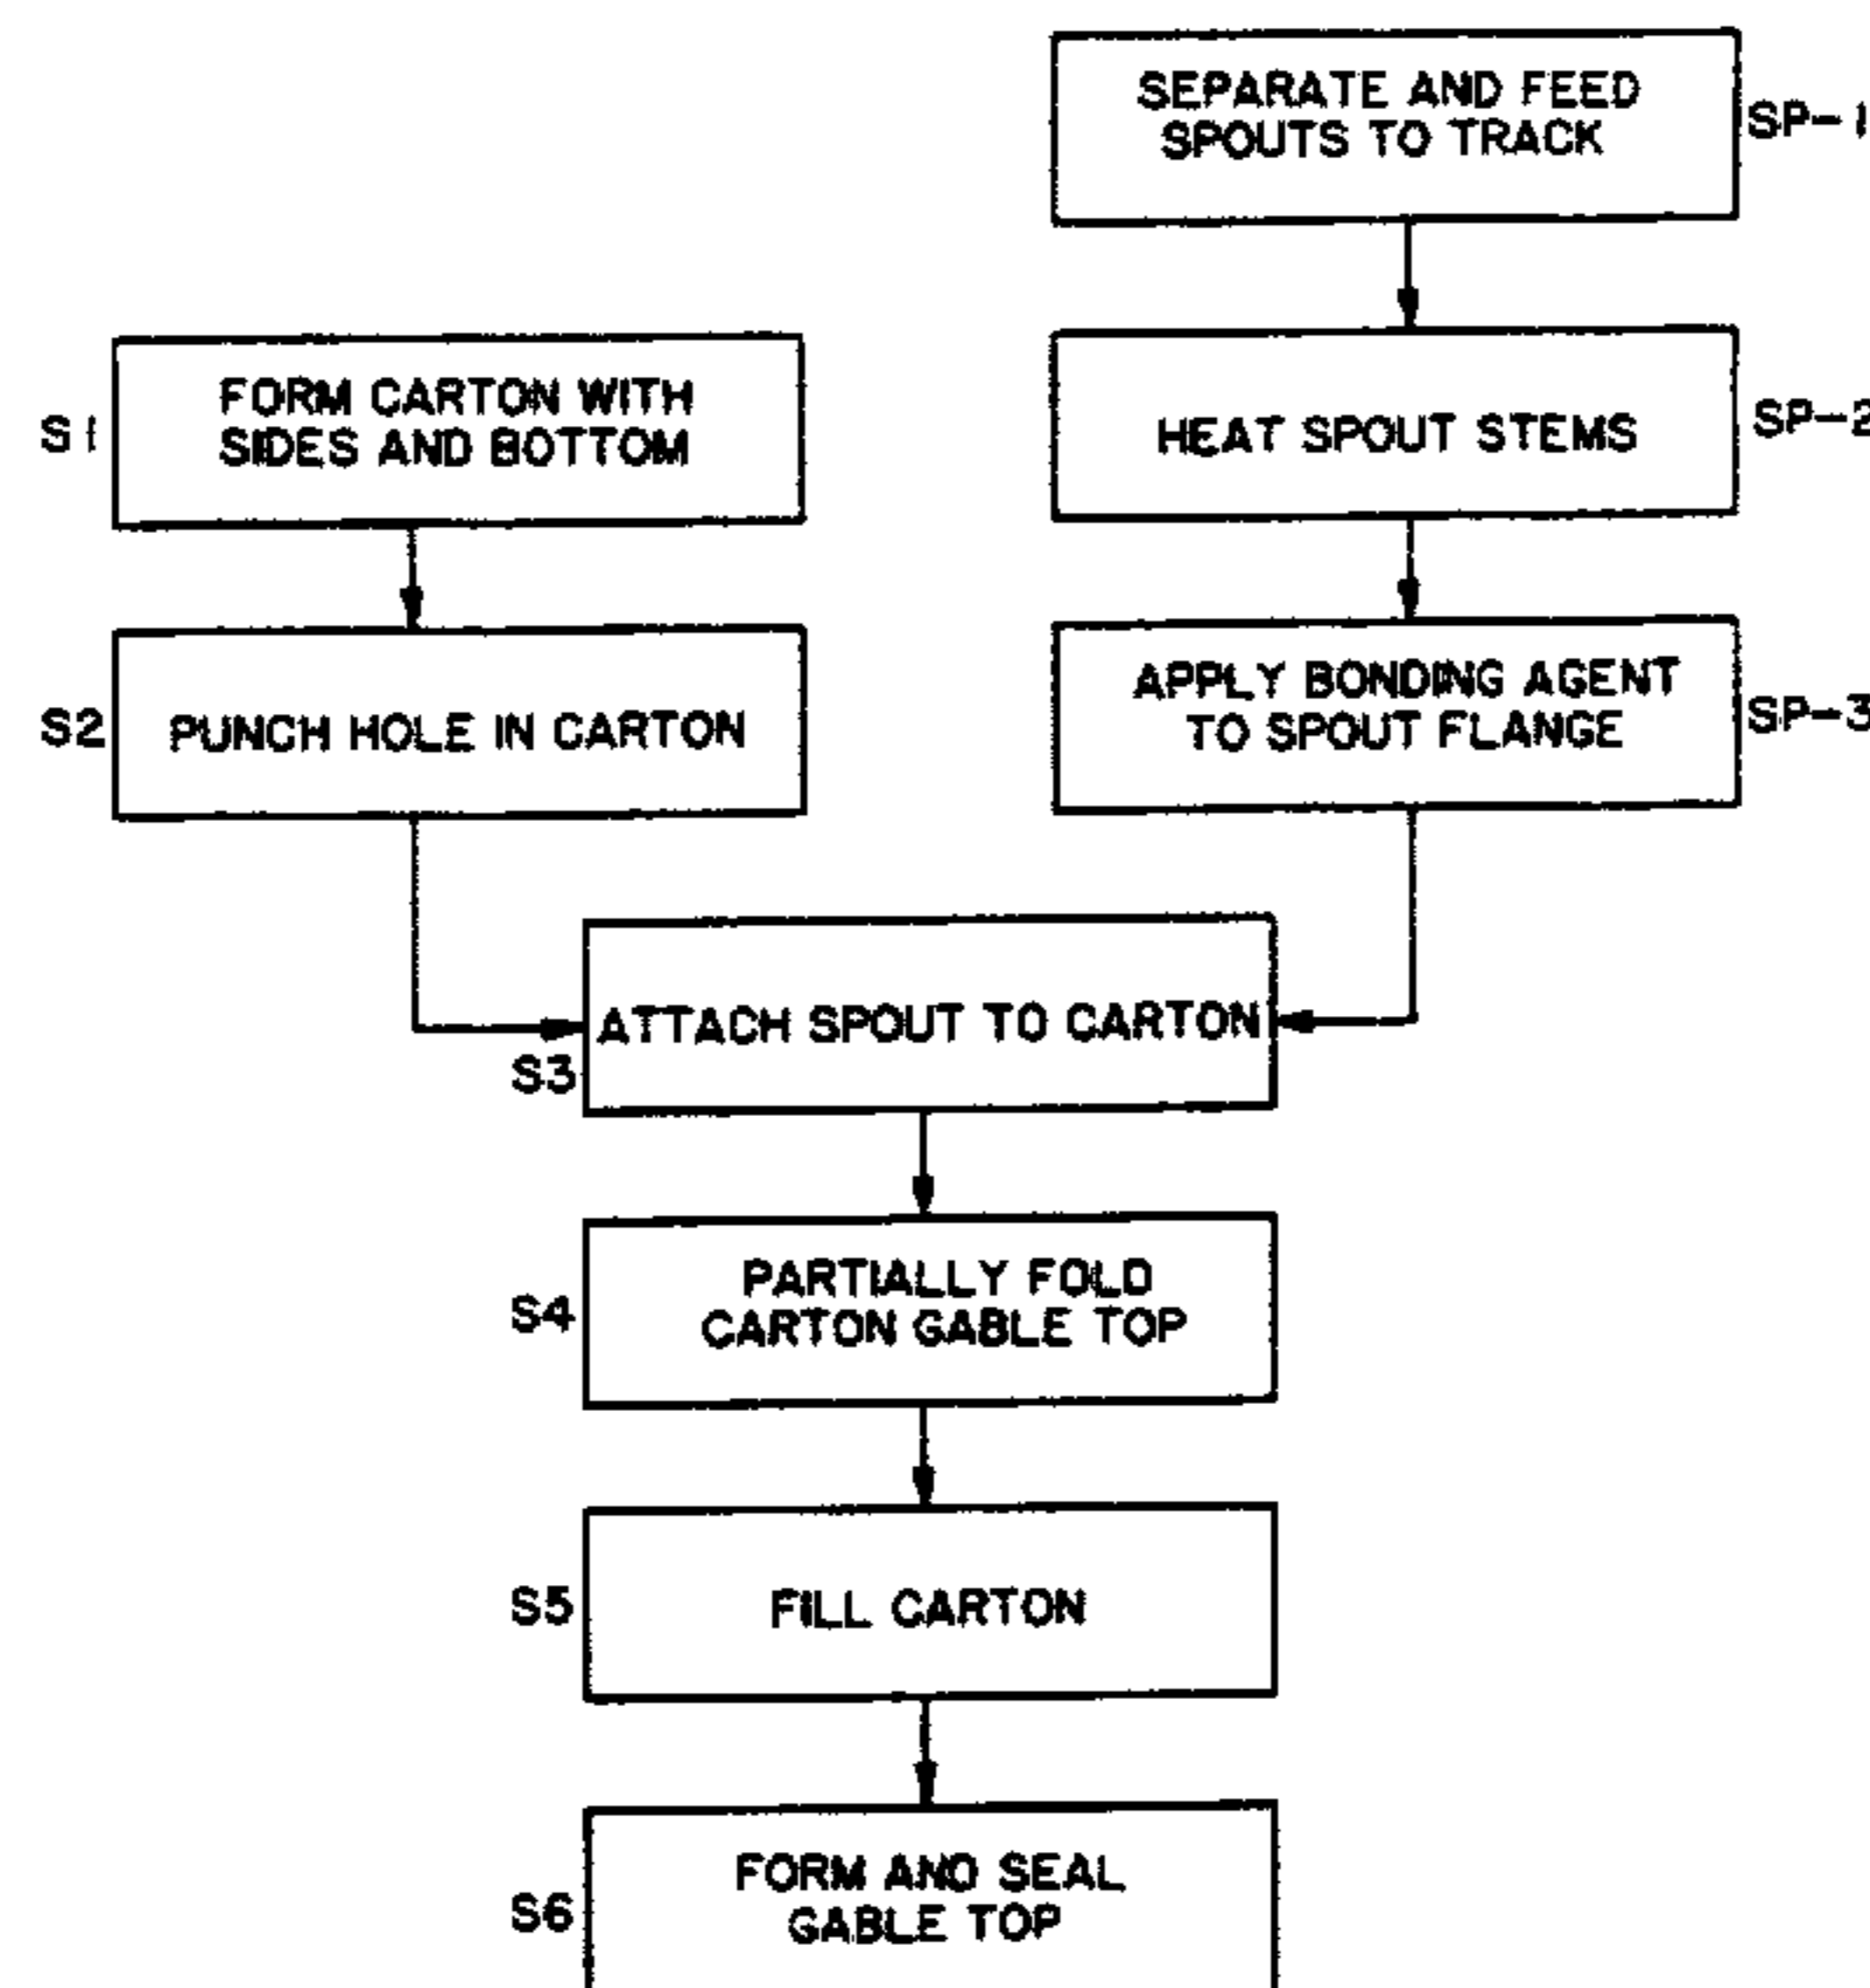 SEPARATE AND FEED
SPOUTS TO TRACK
SP-1
FORM CARTON WITH
SIDES AND BOTTOM
S1
HEAT SPOUT STEMS
SP-2
PUNCH HOLE IN CARTON
S2
APPLY BONDING AGENT
TO SPOUT FLANGE
SP-3
ATTACH SPOUT TO CARTON
S3
PARTIALLY FOLD
CARTON GABLE TOP
S4
FILL CARTON
S5
FORM AND SEAL
GABLE TOP
S6